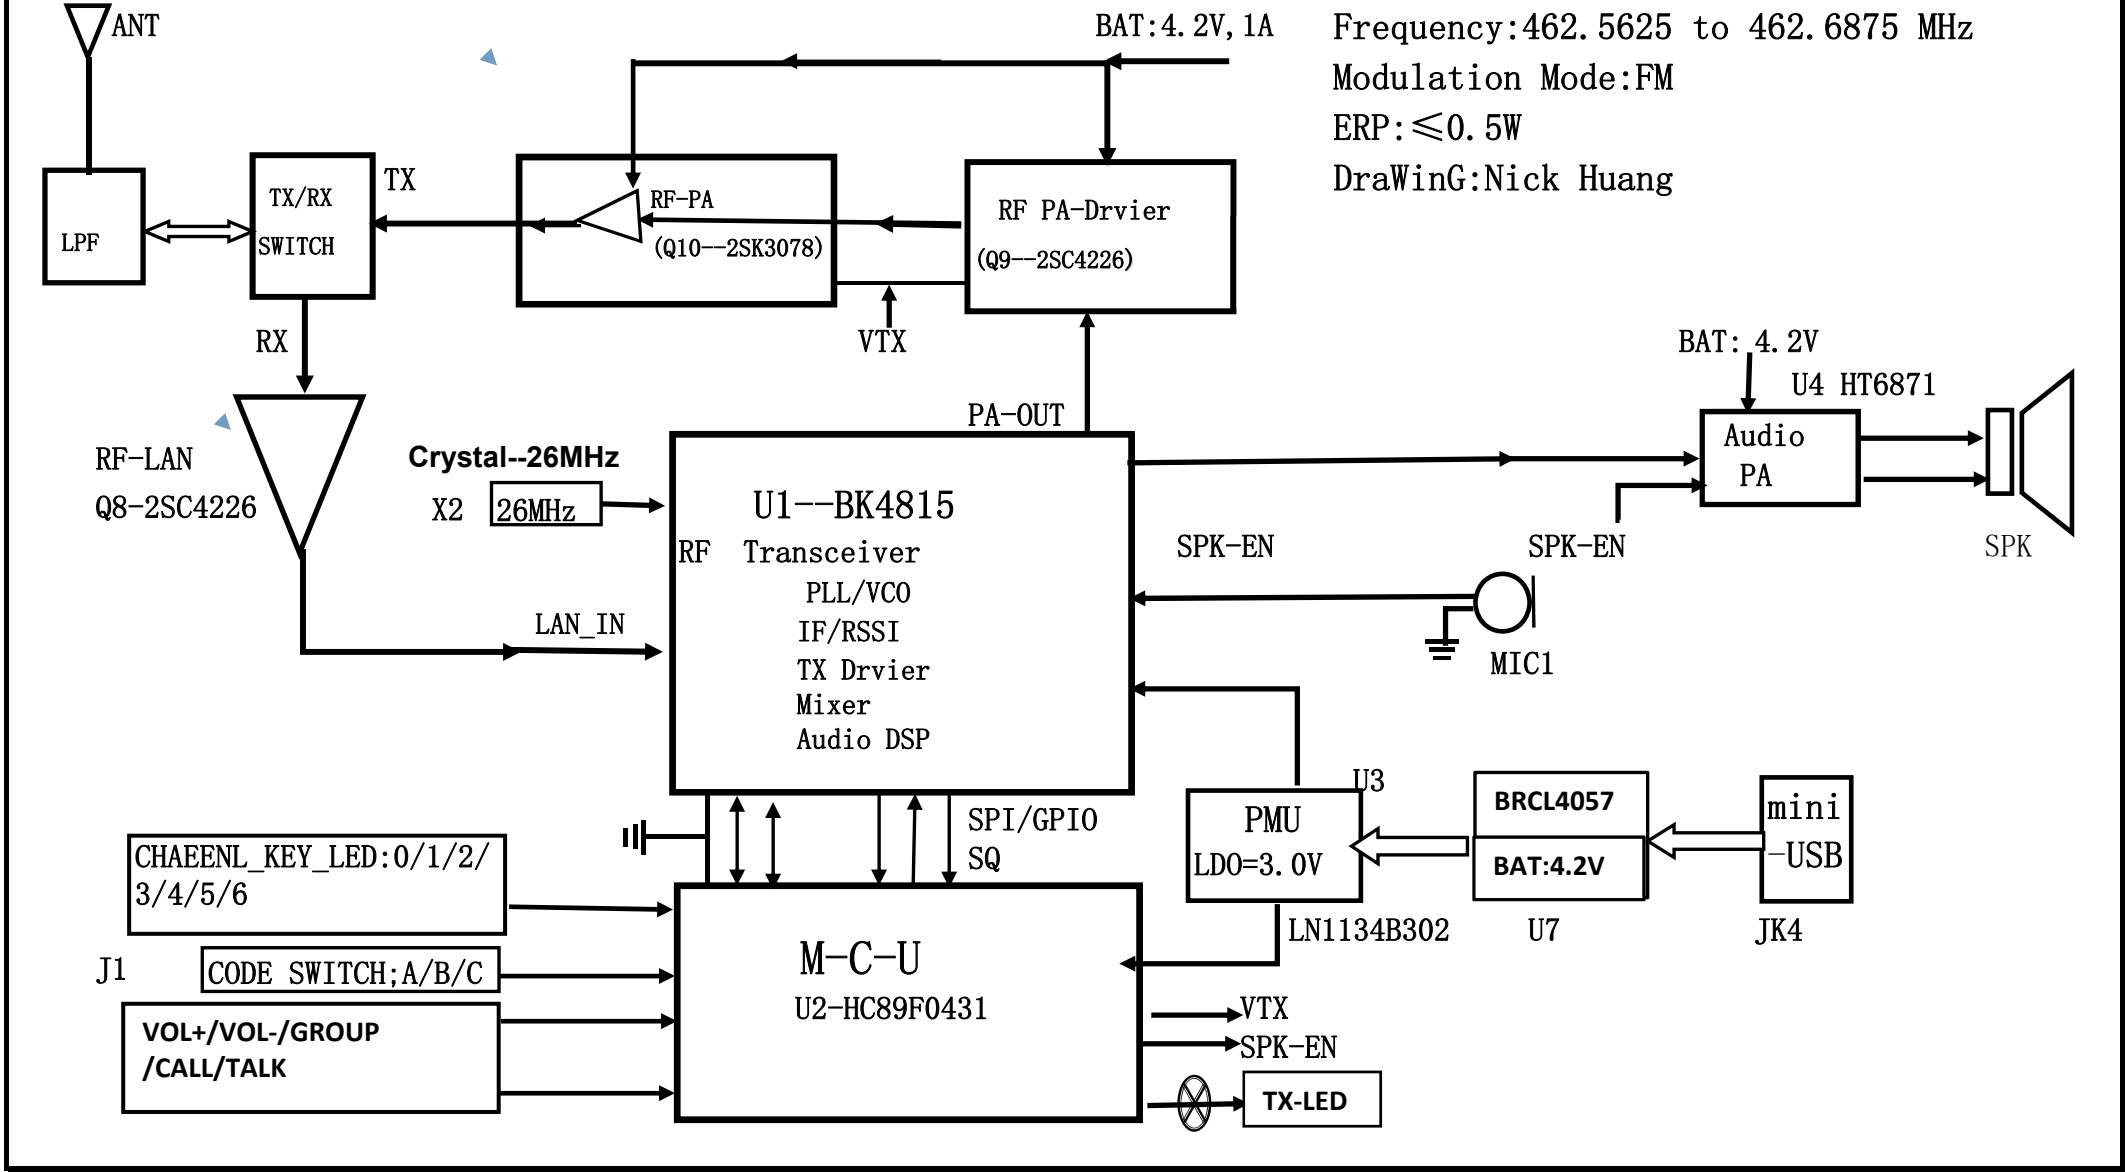 ANT
BAT:4.2V,1A
Frequency:462.5625 to 462.6875 MHz
Modulation Mode:FM
ERP:≤0.5W
DraWinG:Nick Huang
LPF
TX/RX
SWITCH
TX
RF-PA
(Q10--2SK3078)
RF PA-Drvier
(Q9--2SC4226)
RX
VTX
PA-OUT
BAT: 4.2V
U4 HT6871
Audio
PA
SPK
RF-LAN
Q8-2SC4226
Crystal--26MHz
X2
26MHz
U1--BK4815
RF Transceiver
PLL/VCO
IF/RSSI
TX Drvier
Mixer
Audio DSP
SPK-EN
SPK-EN
LAN_IN
MIC1
U3
PMU
LDO=3.0V
LN1134B302
BRCL4057
BAT:4.2V
U7
mini
-USB
JK4
SPI/GPIO
SQ
CHAEENL_KEY_LED:0/1/2/
3/4/5/6
J1
CODE SWITCH;A/B/C
VOL+/VOL-/GROUP
/CALL/TALK
M-C-U
U2-HC89F0431
VTX
SPK-EN
TX-LED